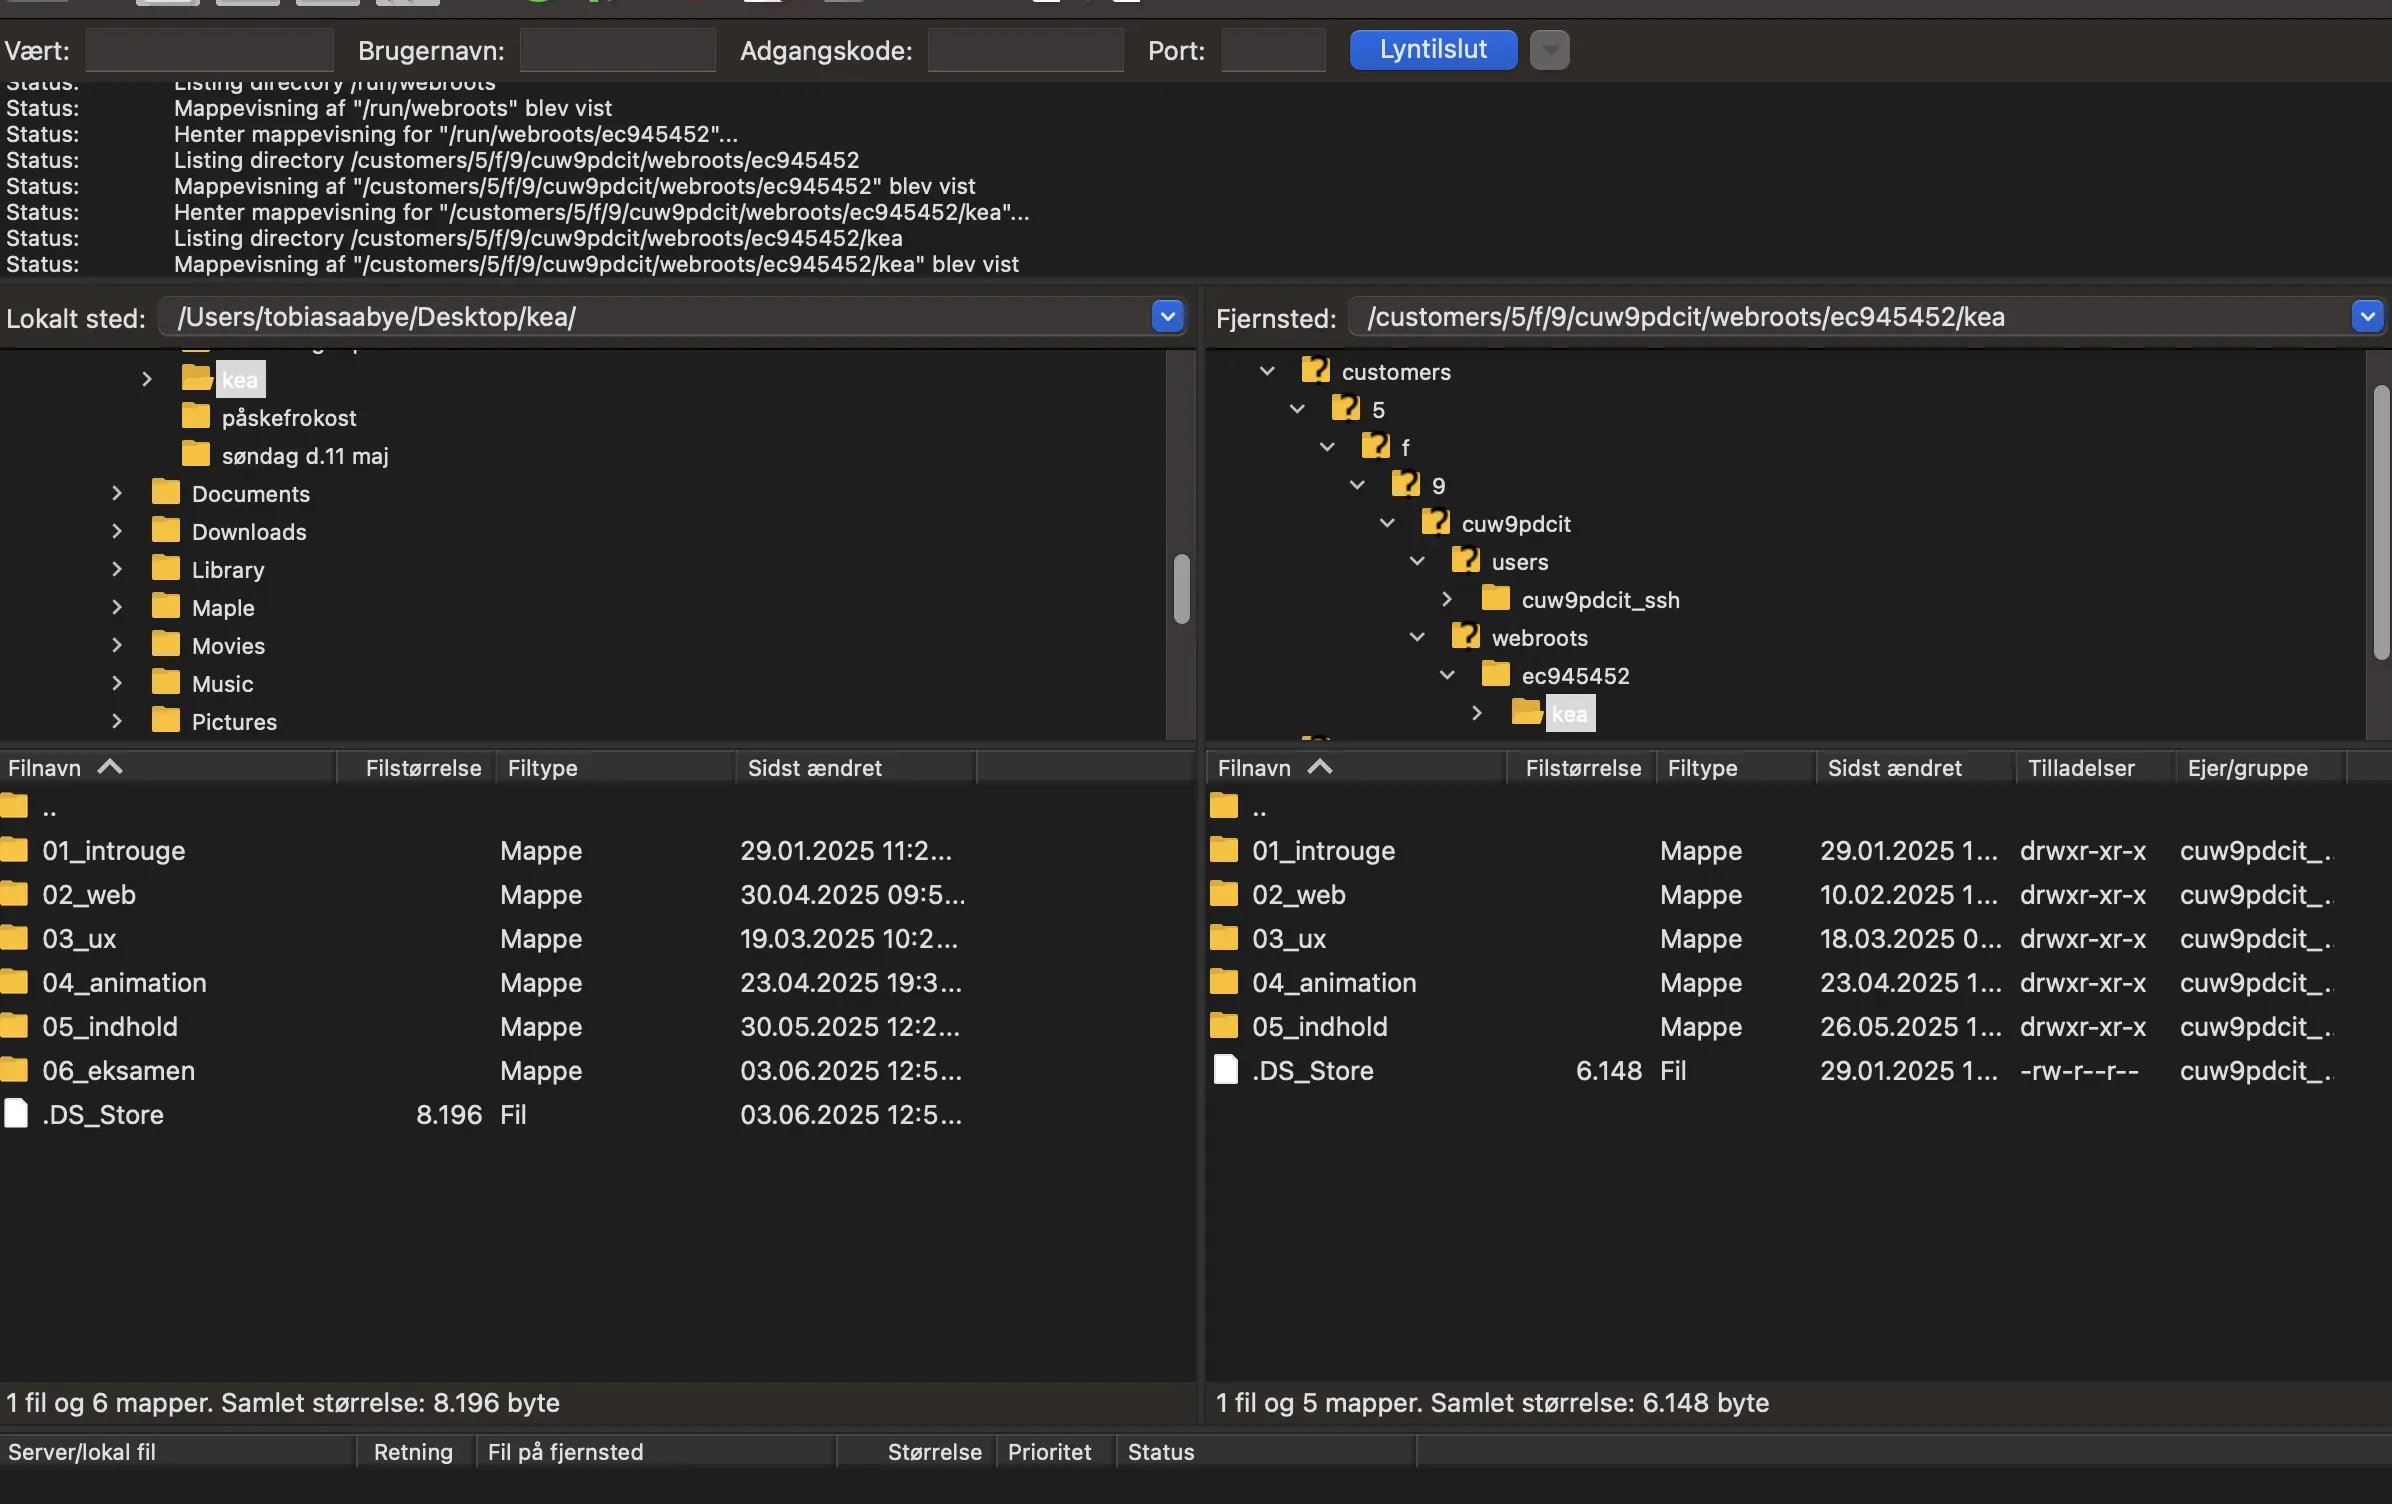 Vært: Brugernavn: Adgangskode: Port: Lyntilslut
Status: Listing directory /run/webroots
Status: Mappevisning af "/run/webroots" blev vist
Status: Henter mappevisning for "/run/webroots/ec945452"...
Status: Listing directory /customers/5/f/9/cuw9pdcit/webroots/ec945452
Status: Mappevisning af "/customers/5/f/9/cuw9pdcit/webroots/ec945452" blev vist
Status: Henter mappevisning for "/customers/5/f/9/cuw9pdcit/webroots/ec945452/kea"...
Status: Listing directory /customers/5/f/9/cuw9pdcit/webroots/ec945452/kea
Status: Mappevisning af "/customers/5/f/9/cuw9pdcit/webroots/ec945452/kea" blev vist
Lokalt sted: /Users/tobiasaabye/Desktop/kea/
kea
påskefrokost
søndag d.11 maj
Documents
Downloads
Library
Maple
Movies
Music
Pictures
Filnavn Filstørrelse Filtype Sidst ændret
..
01_introuge Mappe 29.01.2025 11:2...
02_web Mappe 30.04.2025 09:5...
03_ux Mappe 19.03.2025 10:2...
04_animation Mappe 23.04.2025 19:3...
05_indhold Mappe 30.05.2025 12:2...
06_eksamen Mappe 03.06.2025 12:5...
.DS_Store 8.196 Fil 03.06.2025 12:5...
1 fil og 6 mapper. Samlet størrelse: 8.196 byte
Fjernsted: /customers/5/f/9/cuw9pdcit/webroots/ec945452/kea
customers
5
f
9
cuw9pdcit
users
cuw9pdcit_ssh
webroots
ec945452
kea
Filnavn Filstørrelse Filtype Sidst ændret Tilladelser Ejer/gruppe
..
01_introuge Mappe 29.01.2025 1... drwxr-xr-x cuw9pdcit_..
02_web Mappe 10.02.2025 1... drwxr-xr-x cuw9pdcit_..
03_ux Mappe 18.03.2025 0... drwxr-xr-x cuw9pdcit_..
04_animation Mappe 23.04.2025 1... drwxr-xr-x cuw9pdcit_..
05_indhold Mappe 26.05.2025 1... drwxr-xr-x cuw9pdcit_..
.DS_Store 6.148 Fil 29.01.2025 1... -rw-r--r-- cuw9pdcit_..
1 fil og 5 mapper. Samlet størrelse: 6.148 byte
Server/lokal fil Retning Fil på fjernsted Størrelse Prioritet Status